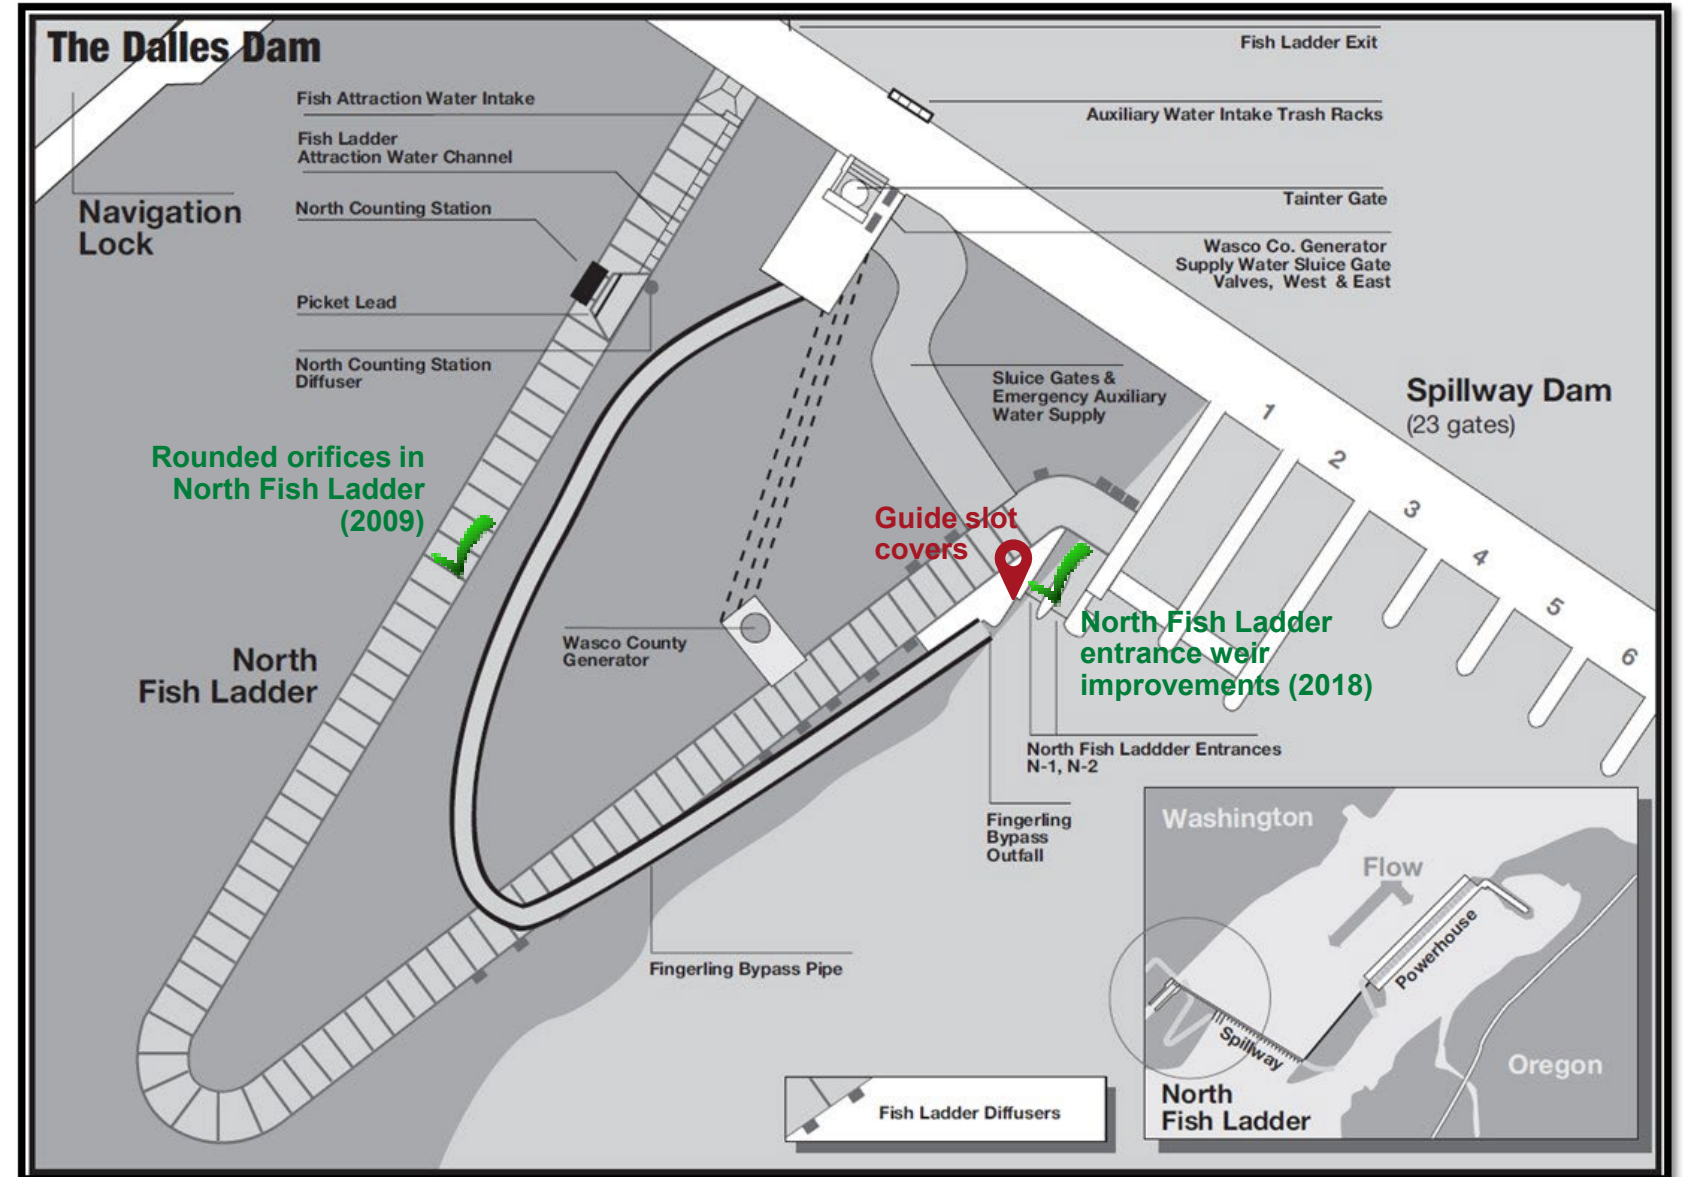 The Dalles Dam
Fish Ladder Exit
Fish Attraction Water Intake
Auxiliary Water Intake Trash Racks
Fish Ladder
Attraction Water Channel
Tainter Gate
Navigation
Lock
North Counting Station
Wasco Co. Generator
Supply Water Sluice Gate
Valves, West & East
Picket Lead
North Counting Station
Diffuser
Sluice Gates &
Emergency Auxiliary
Water Supply
Spillway Dam
(23 gates)
1
2
3
4
5
6
Rounded orifices in
North Fish Ladder
(2009)
Guide slot
covers
North Fish Ladder
entrance weir
improvements (2018)
Wasco County
Generator
North
Fish Ladder
North Fish Laddder Entrances
N-1, N-2
Fingerling
Bypass
Outfall
Fingerling Bypass Pipe
Fish Ladder Diffusers
Washington
Flow
Powerhouse
Spillway
Oregon
North
Fish Ladder